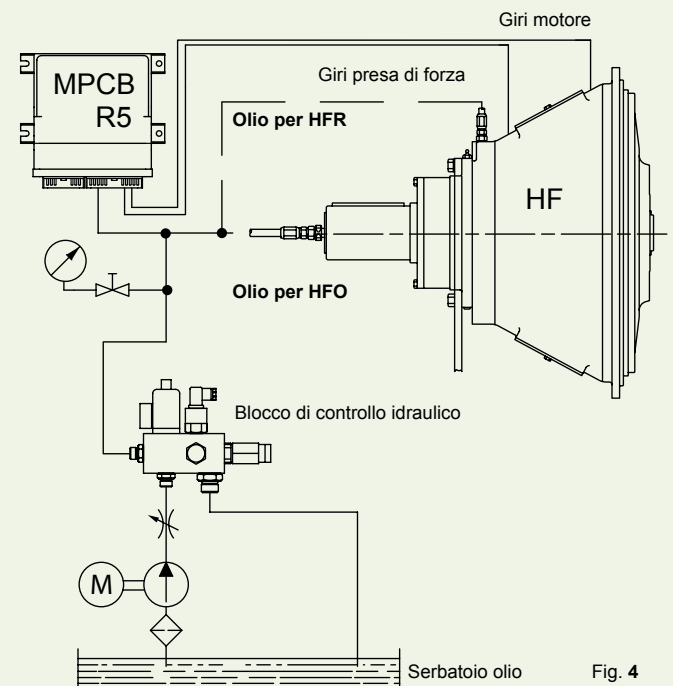 Giri motore
MPCB
R5
Giri presa di forza
Olio per HFR
HF
Olio per HFO
Blocco di controllo idraulico
M
Serbatoio olio
Fig. 4